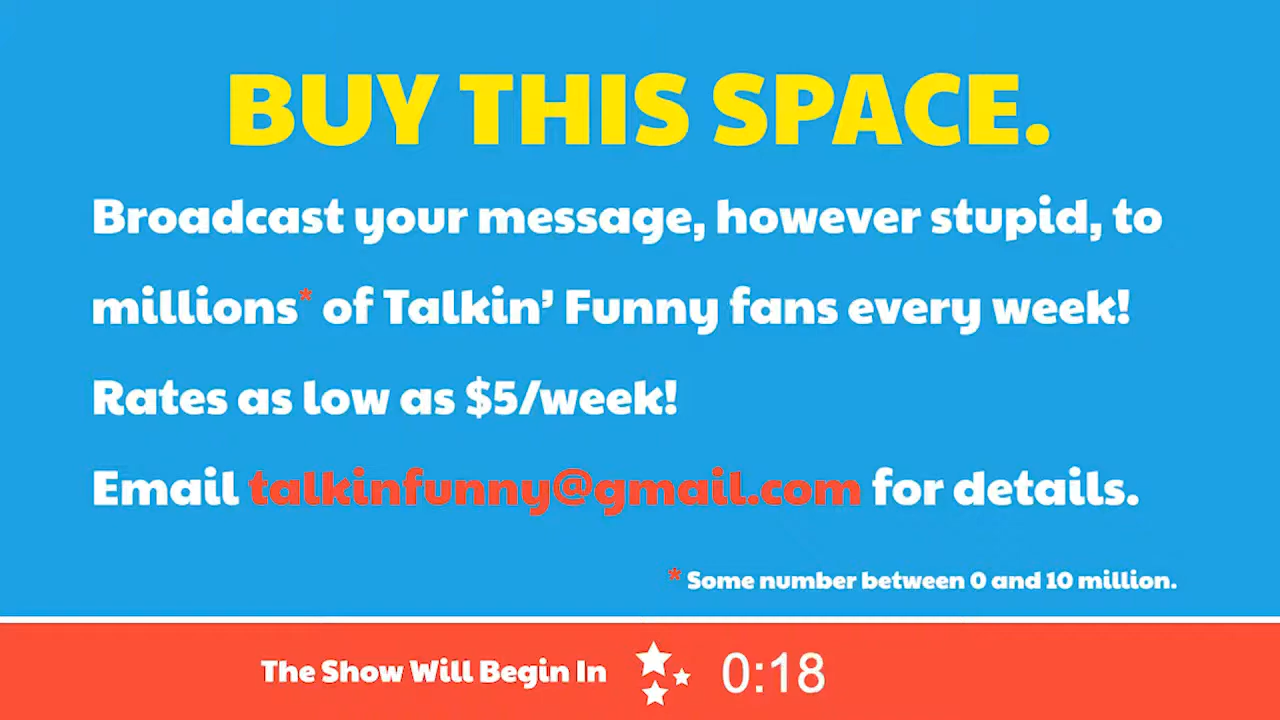 BUY THIS SPACE.
Broadcast your message, however stupid, to
millions* of Talkin’ Funny fans every week!
Rates as low as $5/week!
Email talkinfunny@gmail.com for details.
* Some number between 0 and 10 million.
The Show Will Begin In 0:18